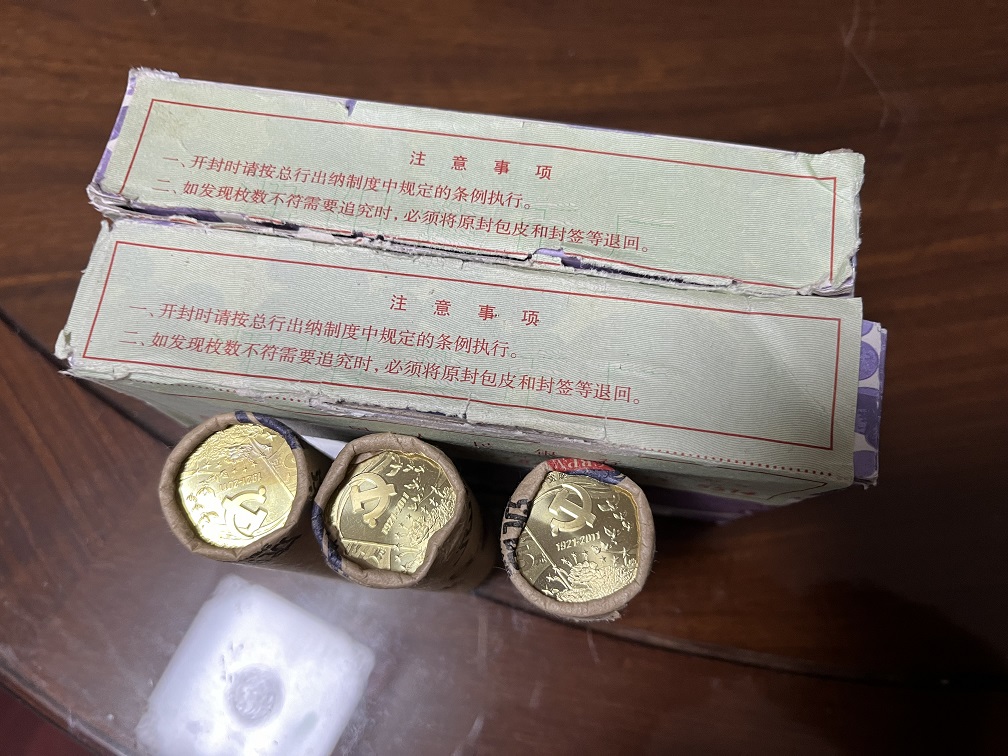 注意事项
一、开封时请按总行出纳制度中规定的条例执行。
二、如发现枚数不符需要追究时，必须将原封包皮和封签等退回。
注意事项
一、开封时请按总行出纳制度中规定的条例执行。
二、如发现枚数不符需要追究时，必须将原封包皮和封签等退回。
1921-2011
1921-2011
1921-2011